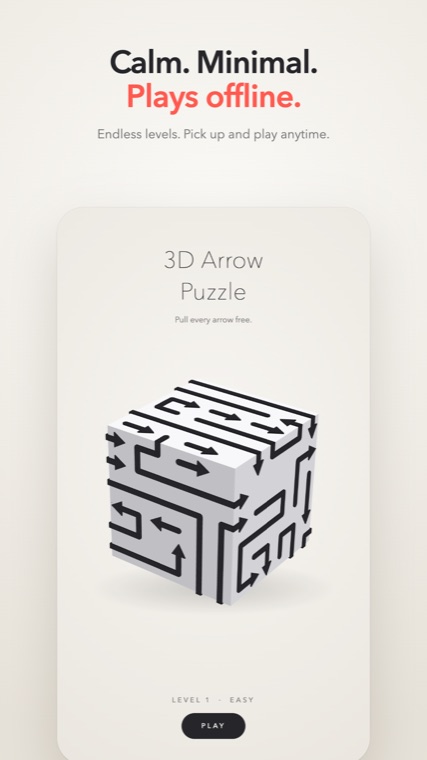 Calm. Minimal.
Plays offline.
Endless levels. Pick up and play anytime.
3D Arrow
Puzzle
Pull every arrow free.
LEVEL 1 · EASY
PLAY